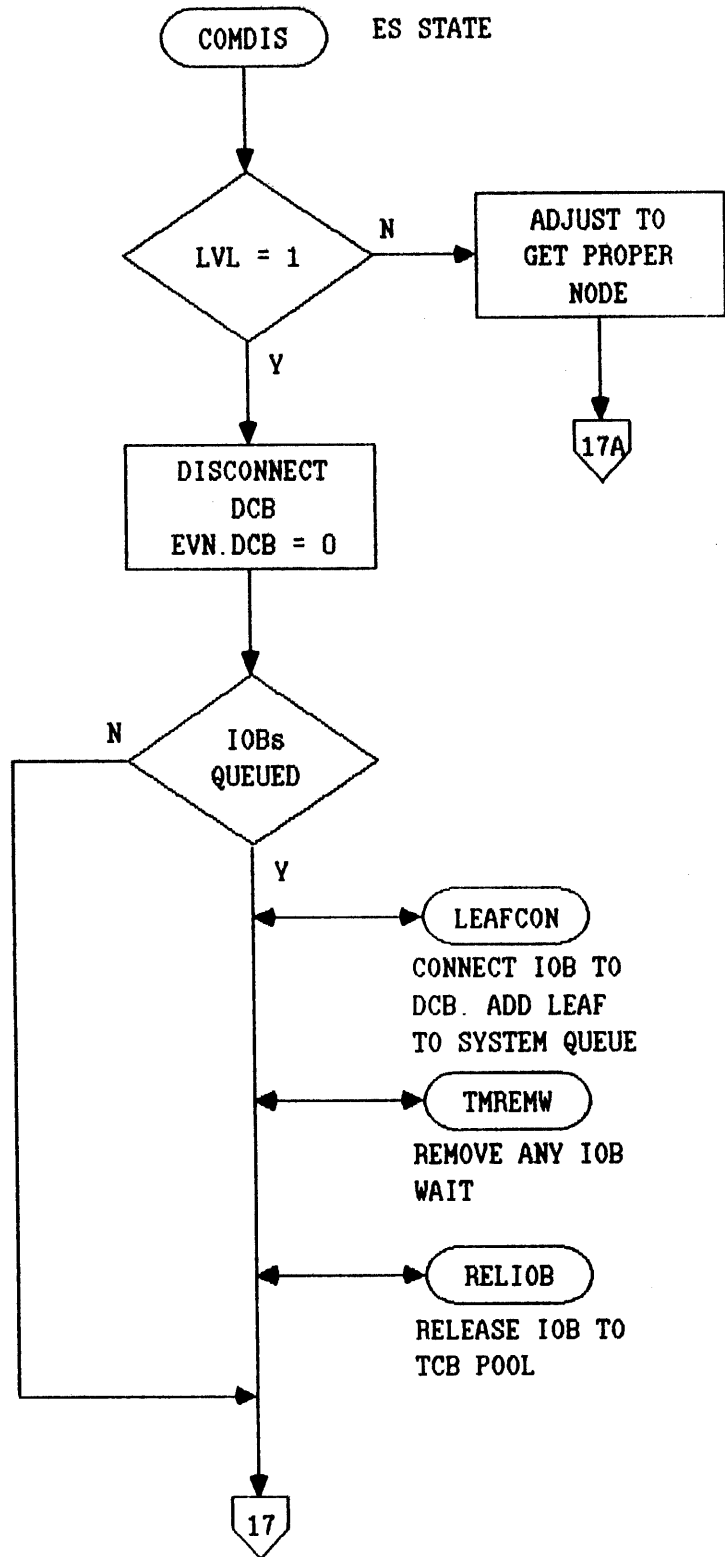 COMDIS
ES STATE
LVL = 1
N
ADJUST TO
GET PROPER
NODE
Y
17A
DISCONNECT
DCB
EVN.DCB = 0
N
IOBs
QUEUED
Y
LEAFCON
CONNECT IOB TO
DCB. ADD LEAF
TO SYSTEM QUEUE
TMREMW
REMOVE ANY IOB
WAIT
RELIOB
RELEASE IOB TO
TCB POOL
17